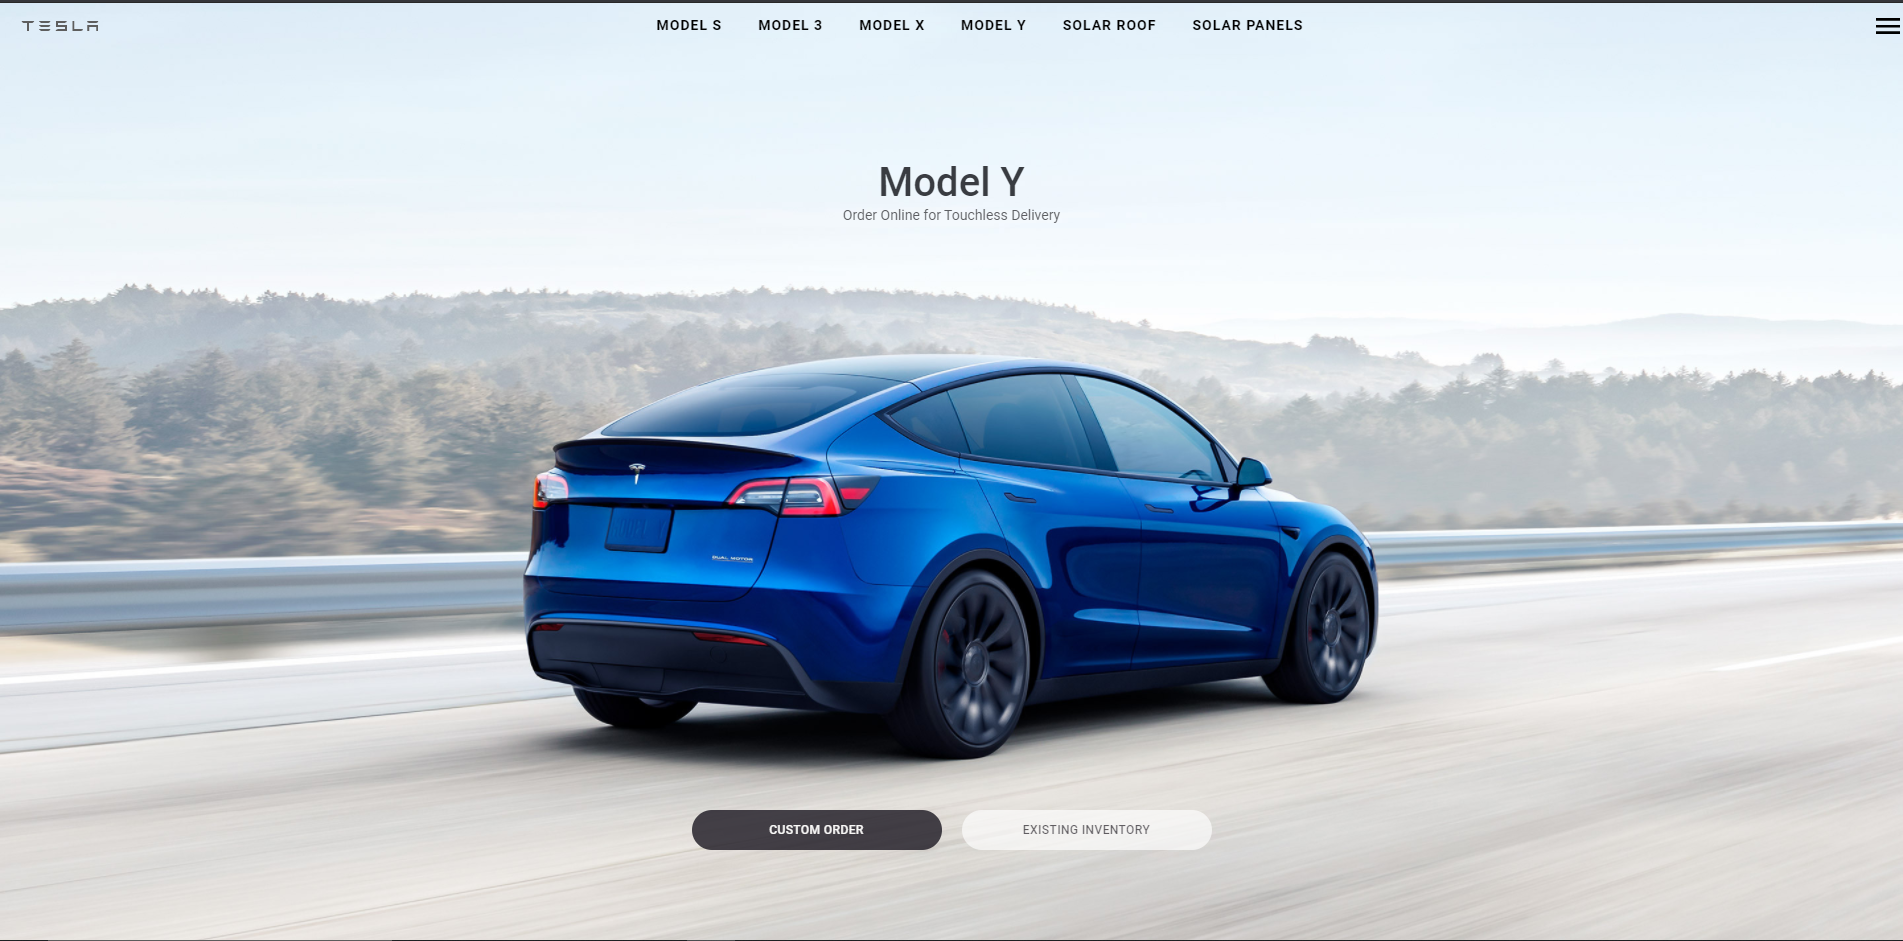 TESLA
MODEL S MODEL 3 MODEL X MODEL Y SOLAR ROOF SOLAR PANELS
Model Y
Order Online for Touchless Delivery
DUAL MOTOR
CUSTOM ORDER
EXISTING INVENTORY